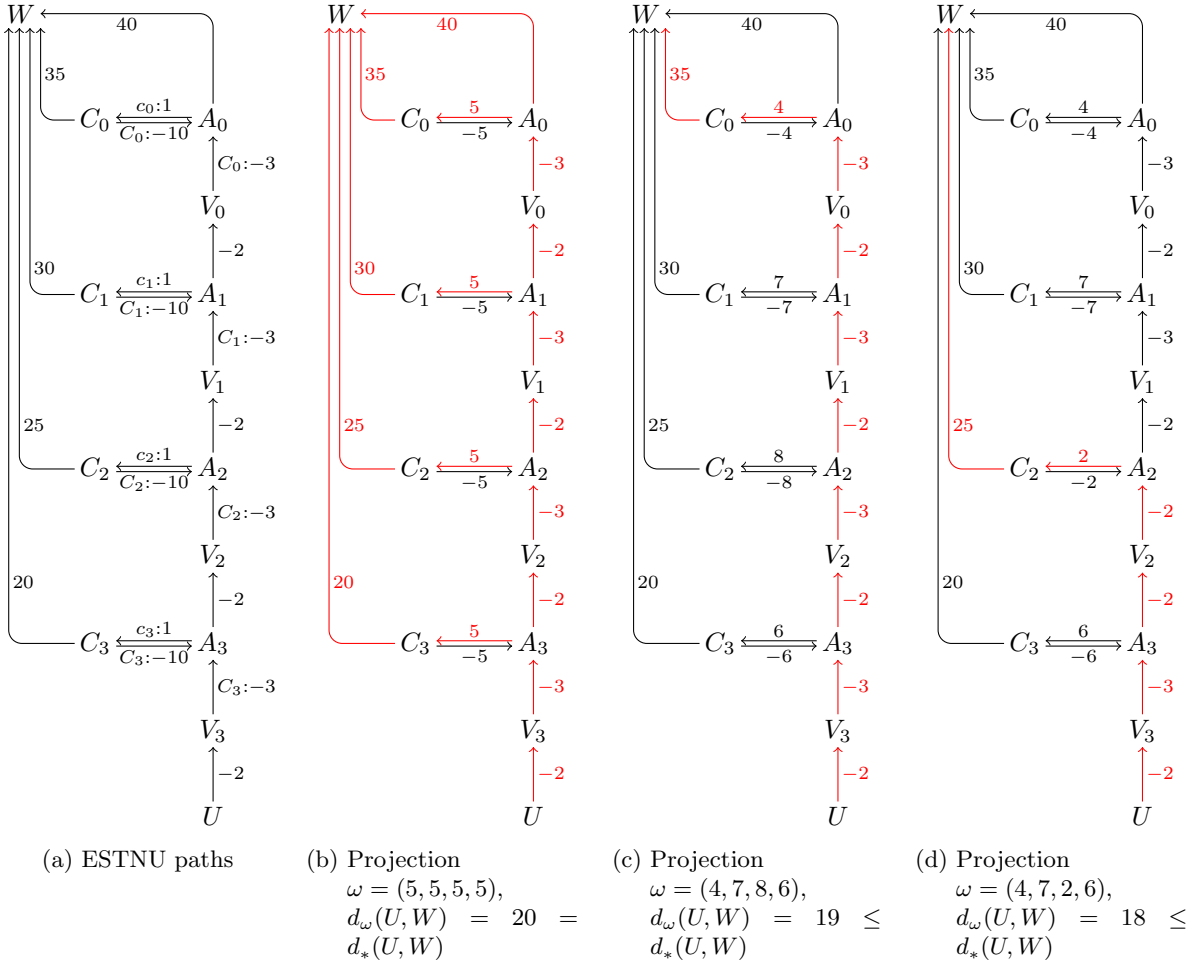 W
40
35
C₀
c₀:1
C₀:−10
A₀
C₀:−3
V₀
−2
30
C₁
c₁:1
C₁:−10
A₁
C₁:−3
V₁
−2
25
C₂
c₂:1
C₂:−10
A₂
C₂:−3
V₂
−2
20
C₃
c₃:1
C₃:−10
A₃
C₃:−3
V₃
−2
U
(a) ESTNU paths
W
40
35
C₀
5
−5
A₀
−3
V₀
−2
30
C₁
5
−5
A₁
−3
V₁
−2
25
C₂
5
−5
A₂
−3
V₂
−2
20
C₃
5
−5
A₃
−3
V₃
−2
U
(b) Projection
ω = (5, 5, 5, 5),
d_ω(U, W) = 20 =
d_*(U, W)
W
40
35
C₀
4
−4
A₀
−3
V₀
−2
30
C₁
7
−7
A₁
−3
V₁
−2
25
C₂
8
−8
A₂
−3
V₂
−2
20
C₃
6
−6
A₃
−3
V₃
−2
U
(c) Projection
ω = (4, 7, 8, 6),
d_ω(U, W) = 19 ≤
d_*(U, W)
W
40
35
C₀
4
−4
A₀
−3
V₀
−2
30
C₁
7
−7
A₁
−3
V₁
−2
25
C₂
2
−2
A₂
−2
V₂
−2
20
C₃
6
−6
A₃
−3
V₃
−2
U
(d) Projection
ω = (4, 7, 2, 6),
d_ω(U, W) = 18 ≤
d_*(U, W)